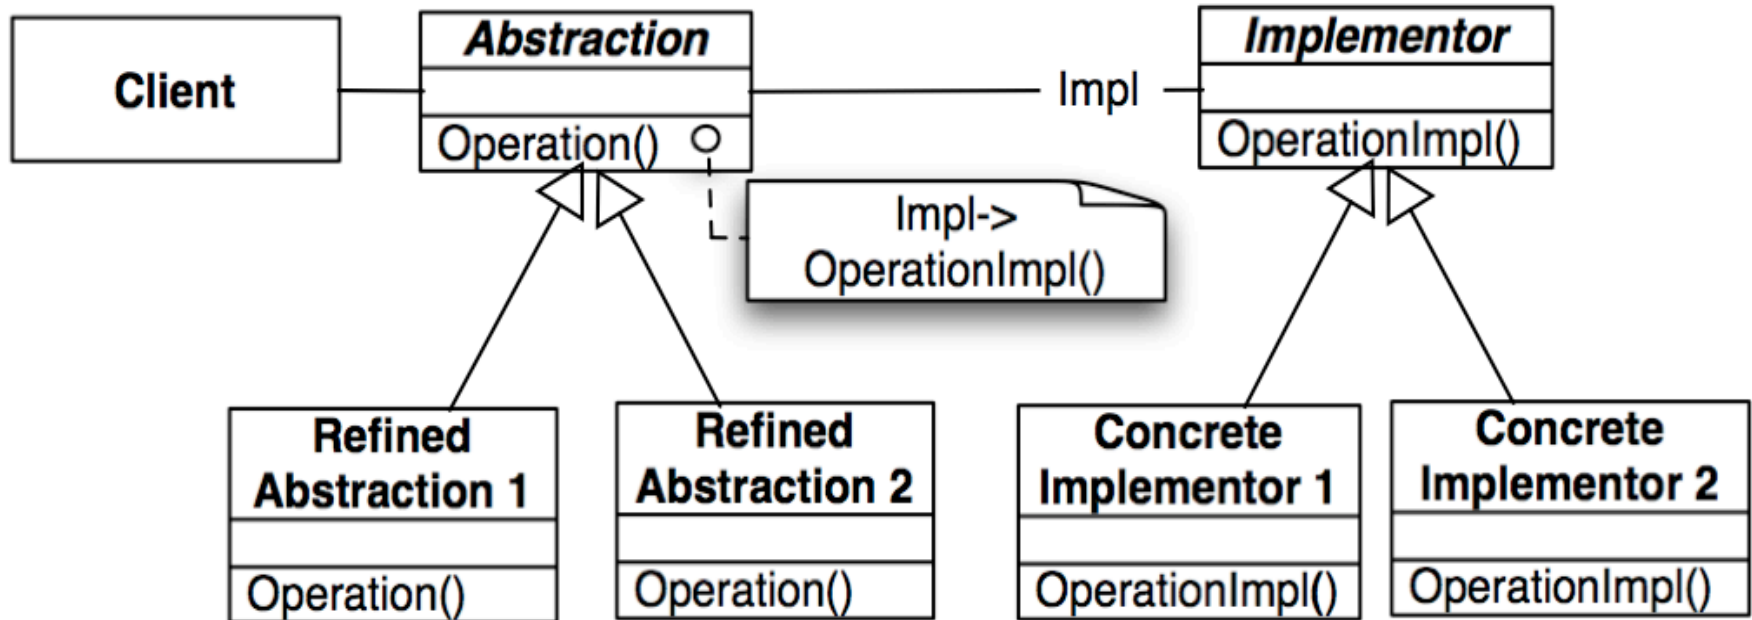 Client
Abstraction
Operation()
Impl
Implementor
OperationImpl()
Impl->
OperationImpl()
Refined
Abstraction 1
Operation()
Refined
Abstraction 2
Operation()
Concrete
Implementor 1
OperationImpl()
Concrete
Implementor 2
OperationImpl()